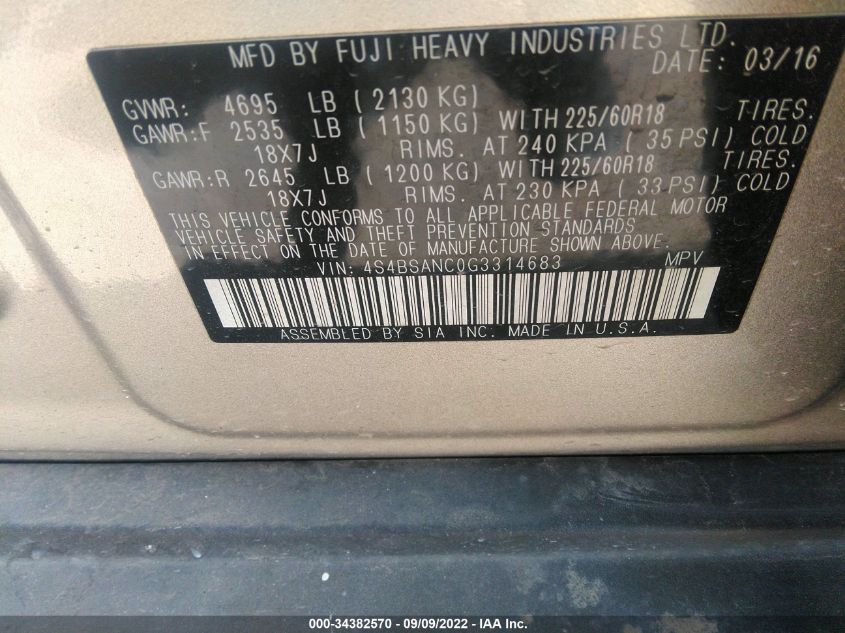 MFD BY FUJI HEAVY INDUSTRIES LTD.
DATE: 03/16
GVWR: 4695 LB ( 2130 KG)
GAWR:F 2535 LB ( 1150 KG) WITH 225/60R18 TIRES.
18X7J RIMS. AT 240 KPA ( 35 PSI) COLD
GAWR:R 2645 LB ( 1200 KG) WITH 225/60R18 TIRES.
18X7J RIMS. AT 230 KPA ( 33 PSI) COLD
THIS VEHICLE CONFORMS TO ALL APPLICABLE FEDERAL MOTOR
VEHICLE SAFETY AND THEFT PREVENTION STANDARDS
IN EFFECT ON THE DATE OF MANUFACTURE SHOWN ABOVE.
VIN: 4S4BSANC0G3314683 MPV
ASSEMBLED BY SIA INC. MADE IN U.S.A.
000-34382570 - 09/09/2022 - IAA Inc.